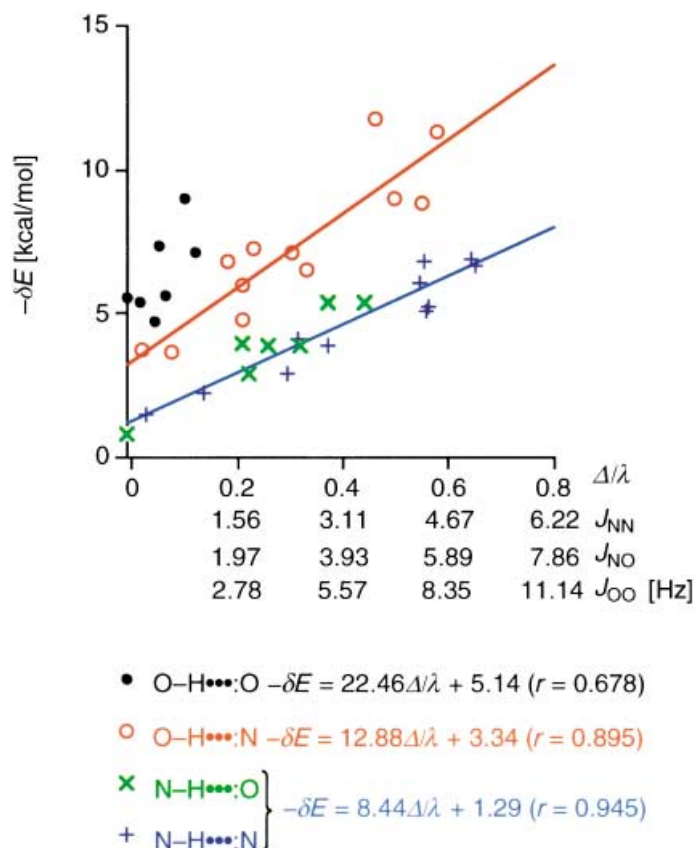 15
10
5
0
−δE [kcal/mol]
0 0.2 0.4 0.6 0.8 Δ/λ
1.56 3.11 4.67 6.22 J_NN
1.97 3.93 5.89 7.86 J_NO
2.78 5.57 8.35 11.14 J_OO [Hz]
O–H•••:O −δE = 22.46Δ/λ + 5.14 (r = 0.678)
O–H•••:N −δE = 12.88Δ/λ + 3.34 (r = 0.895)
N–H•••:O
−δE = 8.44Δ/λ + 1.29 (r = 0.945)
N–H•••:N